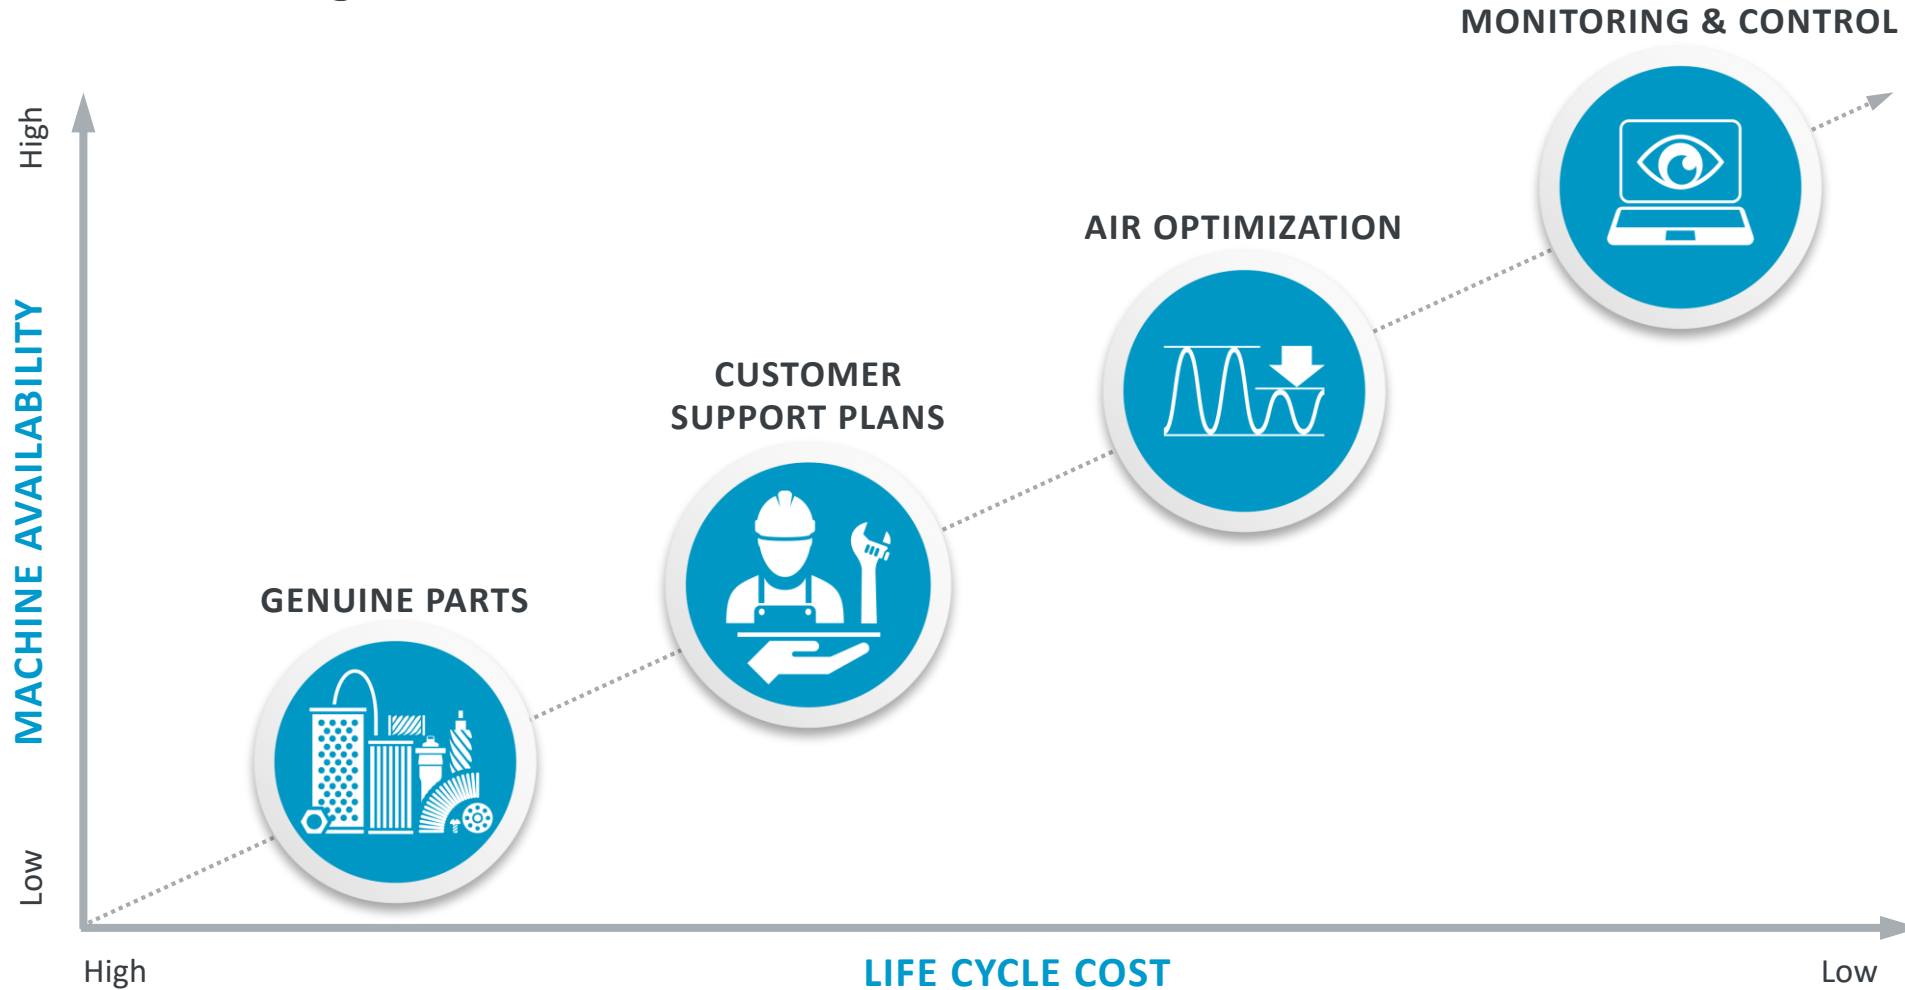 MONITORING & CONTROL
High
AIR OPTIMIZATION
MACHINE AVAILABILITY
CUSTOMER
SUPPORT PLANS
GENUINE PARTS
Low
High
LIFE CYCLE COST
Low